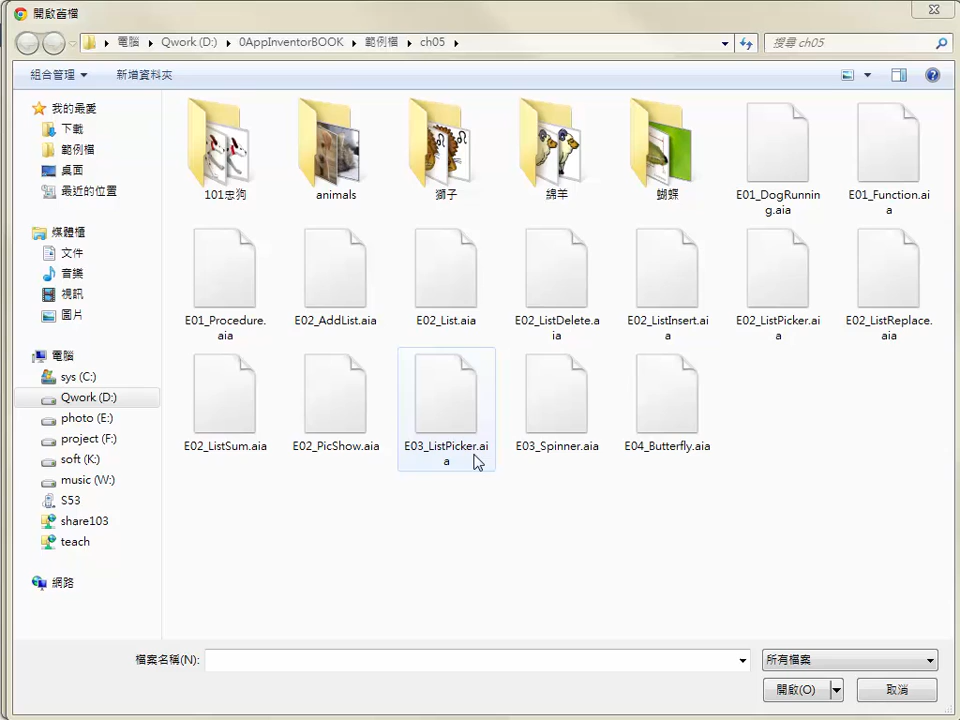 開啟舊檔
電腦 Qwork (D:) 0AppInventorBOOK 範例檔 ch05
搜尋 ch05
組合管理 新增資料夾
我的最愛
下載
範例檔
桌面
最近的位置
媒體櫃
文件
音樂
視訊
圖片
電腦
sys (C:)
Qwork (D:)
photo (E:)
project (F:)
soft (K:)
music (W:)
S53
share103
teach
網路
101忠狗
animals
獅子
綿羊
蝴蝶
E01_DogRunnin
g.aia
E01_Function.ai
a
E01_Procedure.
aia
E02_AddList.aia
E02_List.aia
E02_ListDelete.a
ia
E02_ListInsert.ai
a
E02_ListPicker.ai
a
E02_ListReplace.
aia
E02_ListSum.aia
E02_PicShow.aia
E03_ListPicker.ai
a
E03_Spinner.aia
E04_Butterfly.aia
檔案名稱(N):
所有檔案
開啟(O)
取消